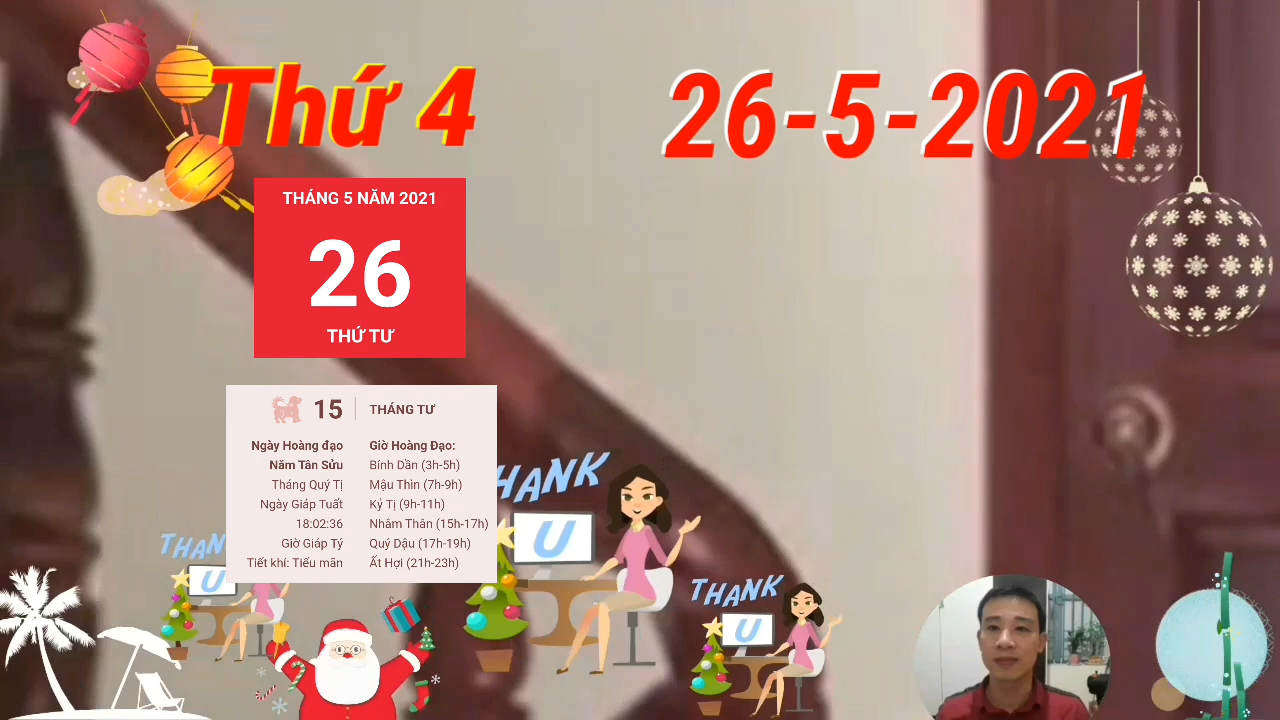 Thứ 4
26-5-2021
THÁNG 5 NĂM 2021
26
THỨ TƯ
15
THÁNG TƯ
Ngày Hoàng đạo
Năm Tân Sửu
Tháng Quý Tị
Ngày Giáp Tuất
18:02:36
Giờ Giáp Tý
Tiết khí: Tiểu mãn
Giờ Hoàng Đạo:
Bính Dần (3h-5h)
Mậu Thìn (7h-9h)
Kỷ Tị (9h-11h)
Nhâm Thân (15h-17h)
Quý Dậu (17h-19h)
Ất Hợi (21h-23h)
HANK
U
THAN
U
THANK
U